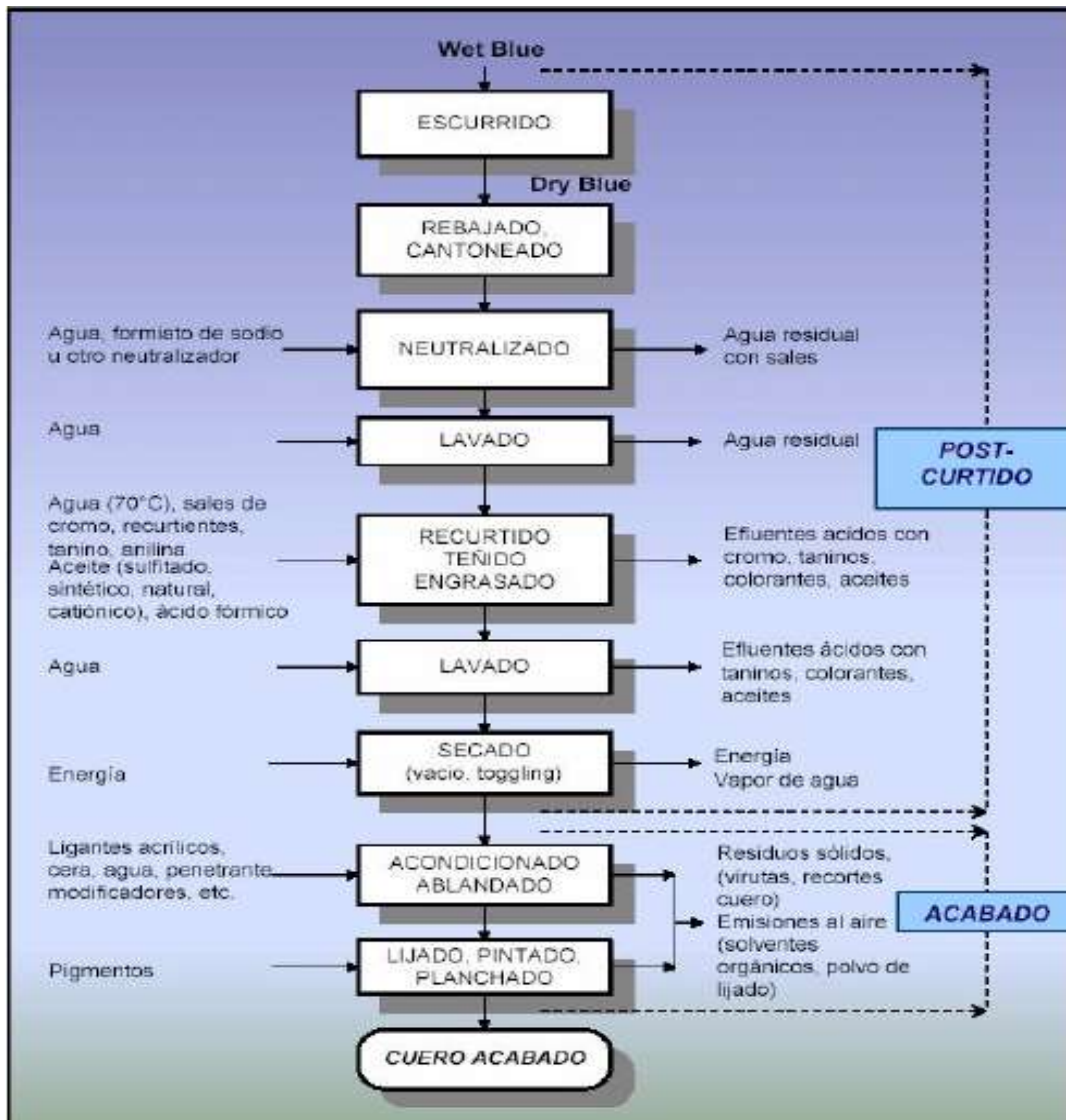 Wet Blue
ESCURRIDO
Dry Blue
REBAJADO,
CANTONEADO
Agua, formiato de sodio
u otro neutralizador
NEUTRALIZADO
Agua residual
con sales
Agua
LAVADO
Agua residual
POST-
CURTIDO
Agua (70°C), sales de
cromo, recurtientes,
tanino, anilina
Aceite (sulfitado,
sintético, natural,
catiónico), ácido fórmico
RECURTIDO
TEÑIDO
ENGRASADO
Efluentes acidos con
cromo, taninos,
colorantes, aceites
Agua
LAVADO
Efluentes ácidos con
taninos, colorantes,
aceites
Energía
SECADO
(vacio, toggling)
Energía
Vapor de agua
Ligantes acrílicos,
cera, agua, penetrante
modificadores, etc.
ACONDICIONADO
ABLANDADO
Residuos sólidos,
(virutas, recortes
cuero)
Emisiones al aire
(solventes
orgánicos, polvo de
lijado)
ACABADO
Pigmentos
LIJADO, PINTADO,
PLANCHADO
CUERO ACABADO